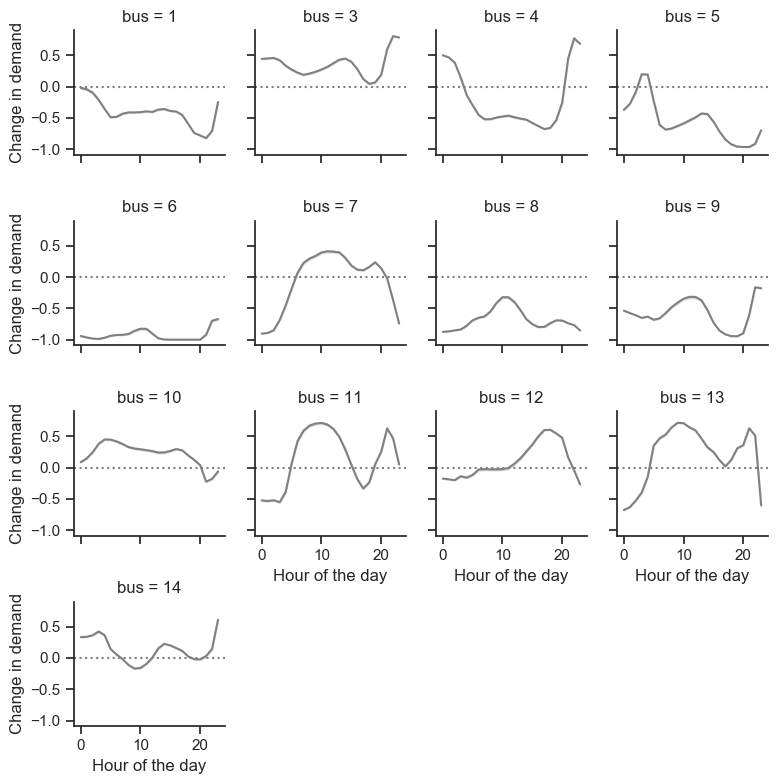 bus = 1 bus = 3 bus = 4 bus = 5
Change in demand
0.5
0.0
−0.5
−1.0
bus = 6 bus = 7 bus = 8 bus = 9
Change in demand
0.5
0.0
−0.5
−1.0
bus = 10 bus = 11 bus = 12 bus = 13
Change in demand
0.5
0.0
−0.5
−1.0
0 10 20 0 10 20 0 10 20
Hour of the day Hour of the day Hour of the day
bus = 14
Change in demand
0.5
0.0
−0.5
−1.0
0 10 20
Hour of the day